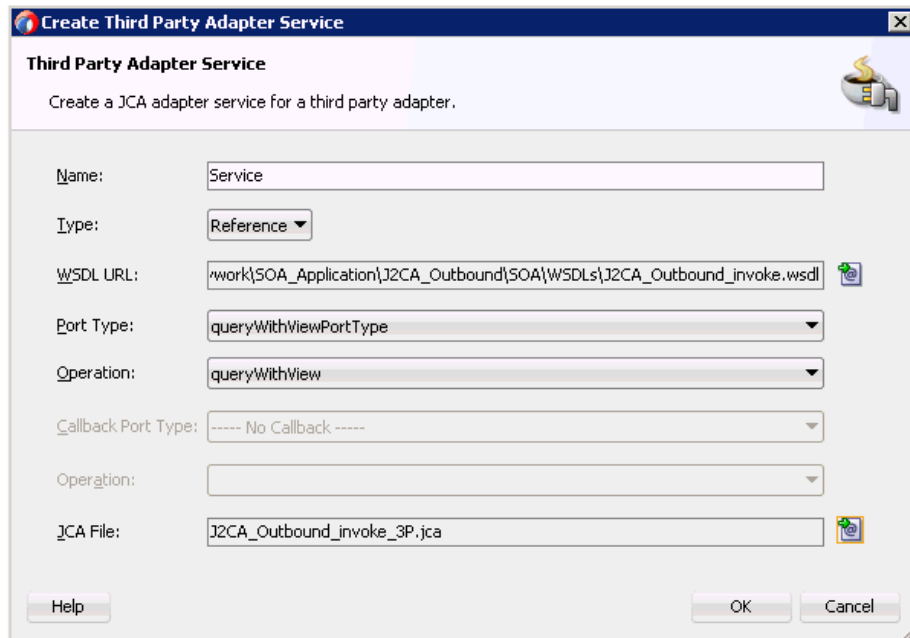 Create Third Party Adapter Service
Third Party Adapter Service
Create a JCA adapter service for a third party adapter.
Name: Service
Type: Reference
WSDL URL: work\SOA_Application\J2CA_Outbound\SOA\WSDLs\J2CA_Outbound_invoke.wsdl
Port Type: queryWithViewPortType
Operation: queryWithView
Callback Port Type: ----- No Callback -----
Operation:
JCA File: J2CA_Outbound_invoke_3P.jca
Help OK Cancel